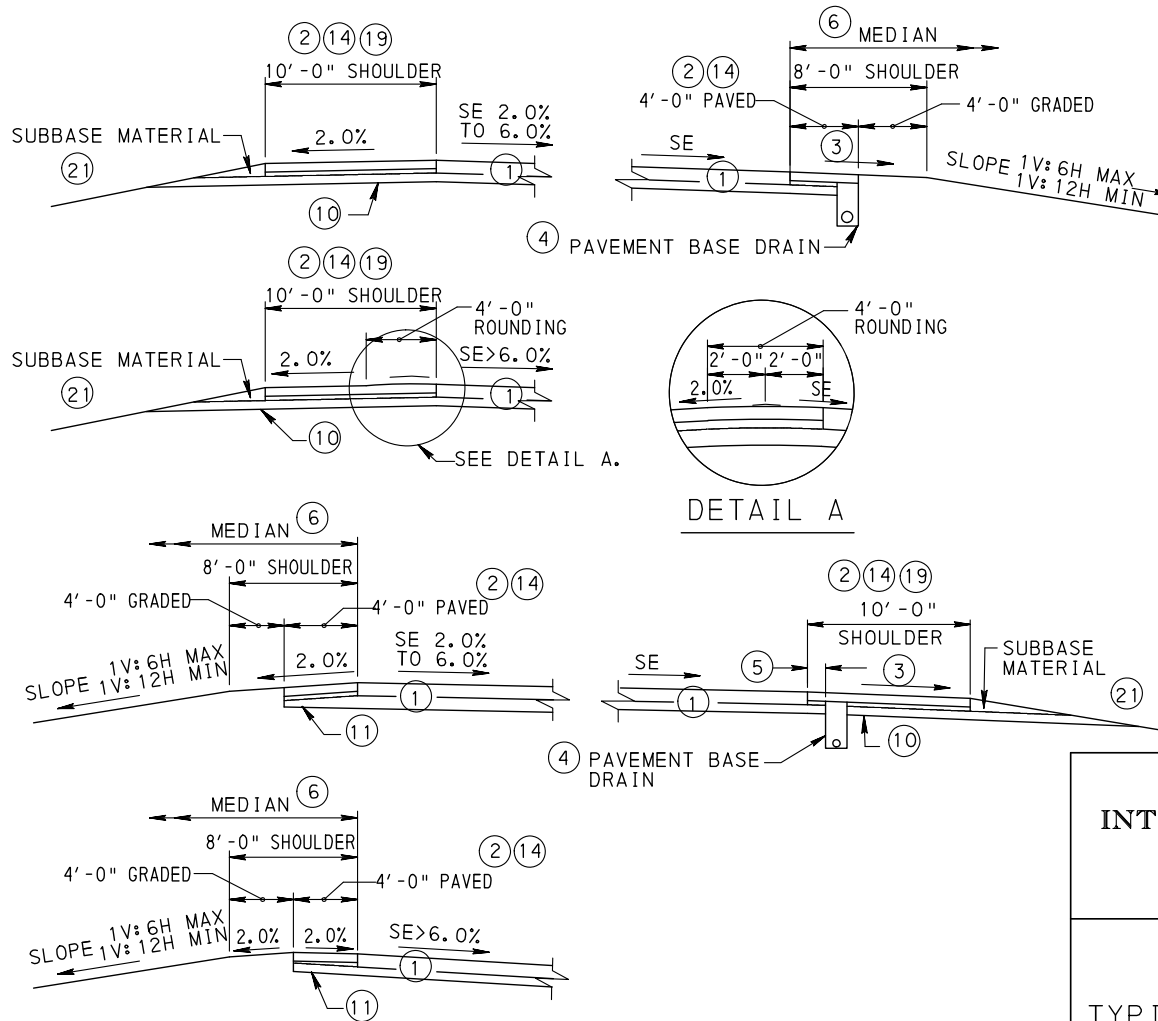 2 14 19
10'-0" SHOULDER
SUBBASE MATERIAL
21
2.0%
SE 2.0%
TO 6.0%
1
10
6 MEDIAN
8'-0" SHOULDER
2 14
4'-0" PAVED
4'-0" GRADED
SE
3
1
SLOPE 1V:6H MAX
1V:12H MIN
4 PAVEMENT BASE DRAIN
2 14 19
10'-0" SHOULDER
4'-0"
ROUNDING
SUBBASE MATERIAL
21
2.0%
SE>6.0%
1
10
SEE DETAIL A.
4'-0"
ROUNDING
2'-0" 2'-0"
2.0%
SE
DETAIL A
MEDIAN 6
8'-0" SHOULDER
2 14
4'-0" GRADED
4'-0" PAVED
1V:6H MAX
SLOPE 1V:12H MIN
2.0%
SE 2.0%
TO 6.0%
1
11
2 14 19
10'-0"
SHOULDER
SE
5
3
SUBBASE
MATERIAL
21
1
10
4 PAVEMENT BASE
DRAIN
MEDIAN 6
8'-0" SHOULDER
2 14
4'-0" GRADED
4'-0" PAVED
1V:6H MAX
SLOPE 1V:12H MIN
2.0% 2.0%
SE>6.0%
1
11
INT
TYPI